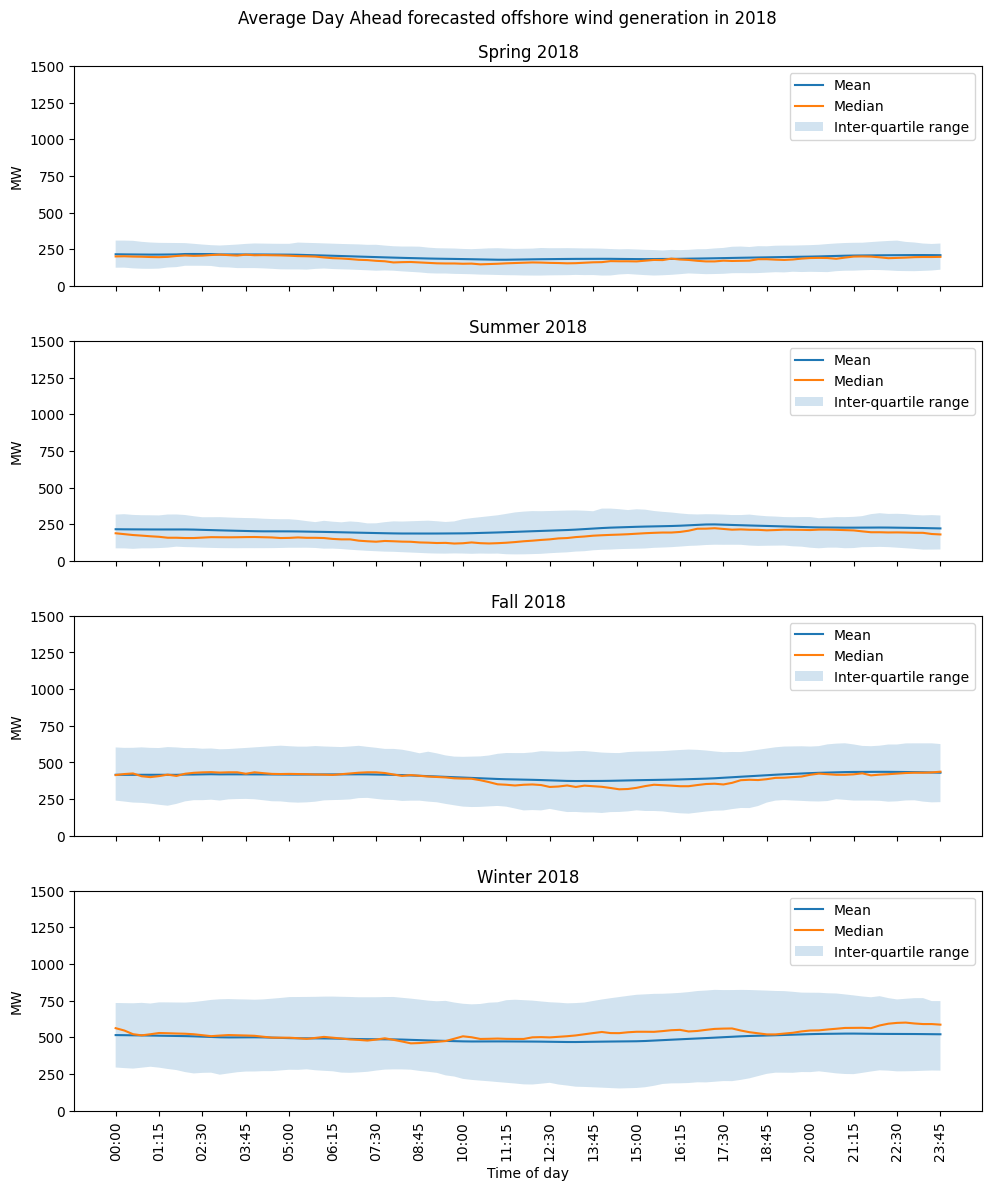 Average Day Ahead forecasted offshore wind generation in 2018
Spring 2018
1500
1250
1000
750
500
250
0
MW
Mean
Median
Inter-quartile range
Summer 2018
1500
1250
1000
750
500
250
0
MW
Mean
Median
Inter-quartile range
Fall 2018
1500
1250
1000
750
500
250
0
MW
Mean
Median
Inter-quartile range
Winter 2018
1500
1250
1000
750
500
250
0
MW
Mean
Median
Inter-quartile range
00:00
01:15
02:30
03:45
05:00
06:15
07:30
08:45
10:00
11:15
12:30
13:45
15:00
16:15
17:30
18:45
20:00
21:15
22:30
23:45
Time of day